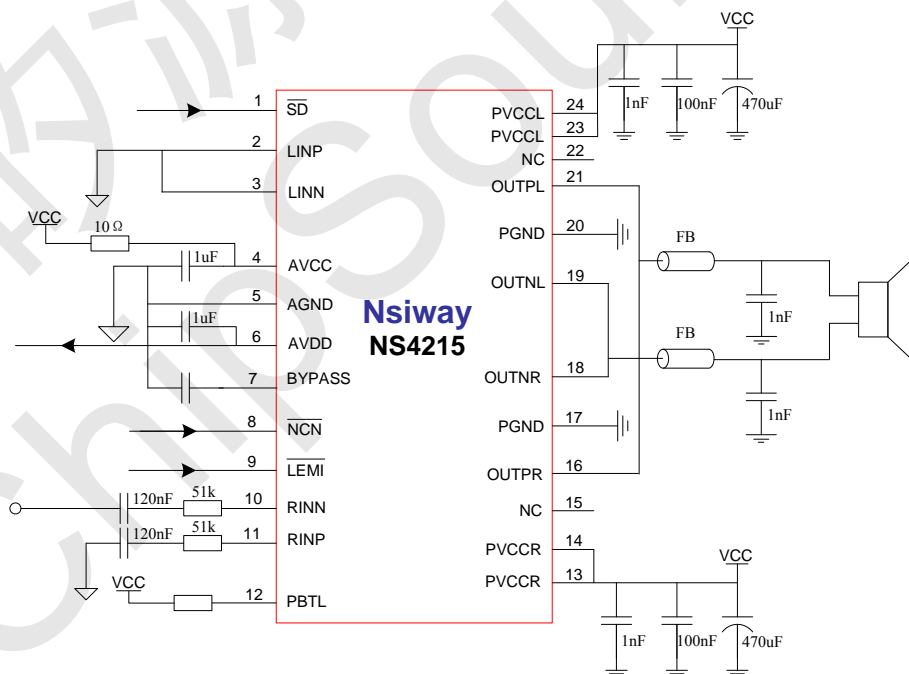 的源
ChipSour
VCC
1nF
100nF
470uF
1
SD
2
LINP
3
LINN
VCC
10Ω
1uF
4
AVCC
5
AGND
1uF
6
AVDD
7
BYPASS
8
NCN
9
LEMI
120nF
51k
10
RINN
120nF
51k
11
RINP
VCC
12
PBTL
Nsiway
NS4215
PVCCL
24
PVCCL
23
NC
22
OUTPL
21
PGND
20
OUTNL
19
OUTNR
18
PGND
17
OUTPR
16
NC
15
PVCCR
14
PVCCR
13
FB
1nF
FB
1nF
VCC
1nF
100nF
470uF